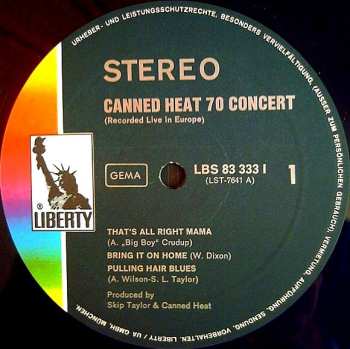 URHEBER- UND LEISTUNGSSCHUTZRECHTE, BESONDERS VERVIELFÄLTIGUNG, (AUSSER ZUM PERSÖNLICHEN GEBRAUCH), VERMIETUNG, AUFFÜHRUNG, SENDUNG, VORBEHALTEN. LIBERTY / UA GMBH, MÜNCHEN.
STEREO
CANNED HEAT 70 CONCERT
(Recorded Live in Europe)
GEMA
LBS 83 333 I
(LST-7641 A)
1
LIBERTY
THAT'S ALL RIGHT MAMA
(A. „Big Boy" Crudup)
BRING IT ON HOME (W. Dixon)
PULLING HAIR BLUES
(A. Wilson-S. L. Taylor)
Produced by
Skip Taylor & Canned Heat